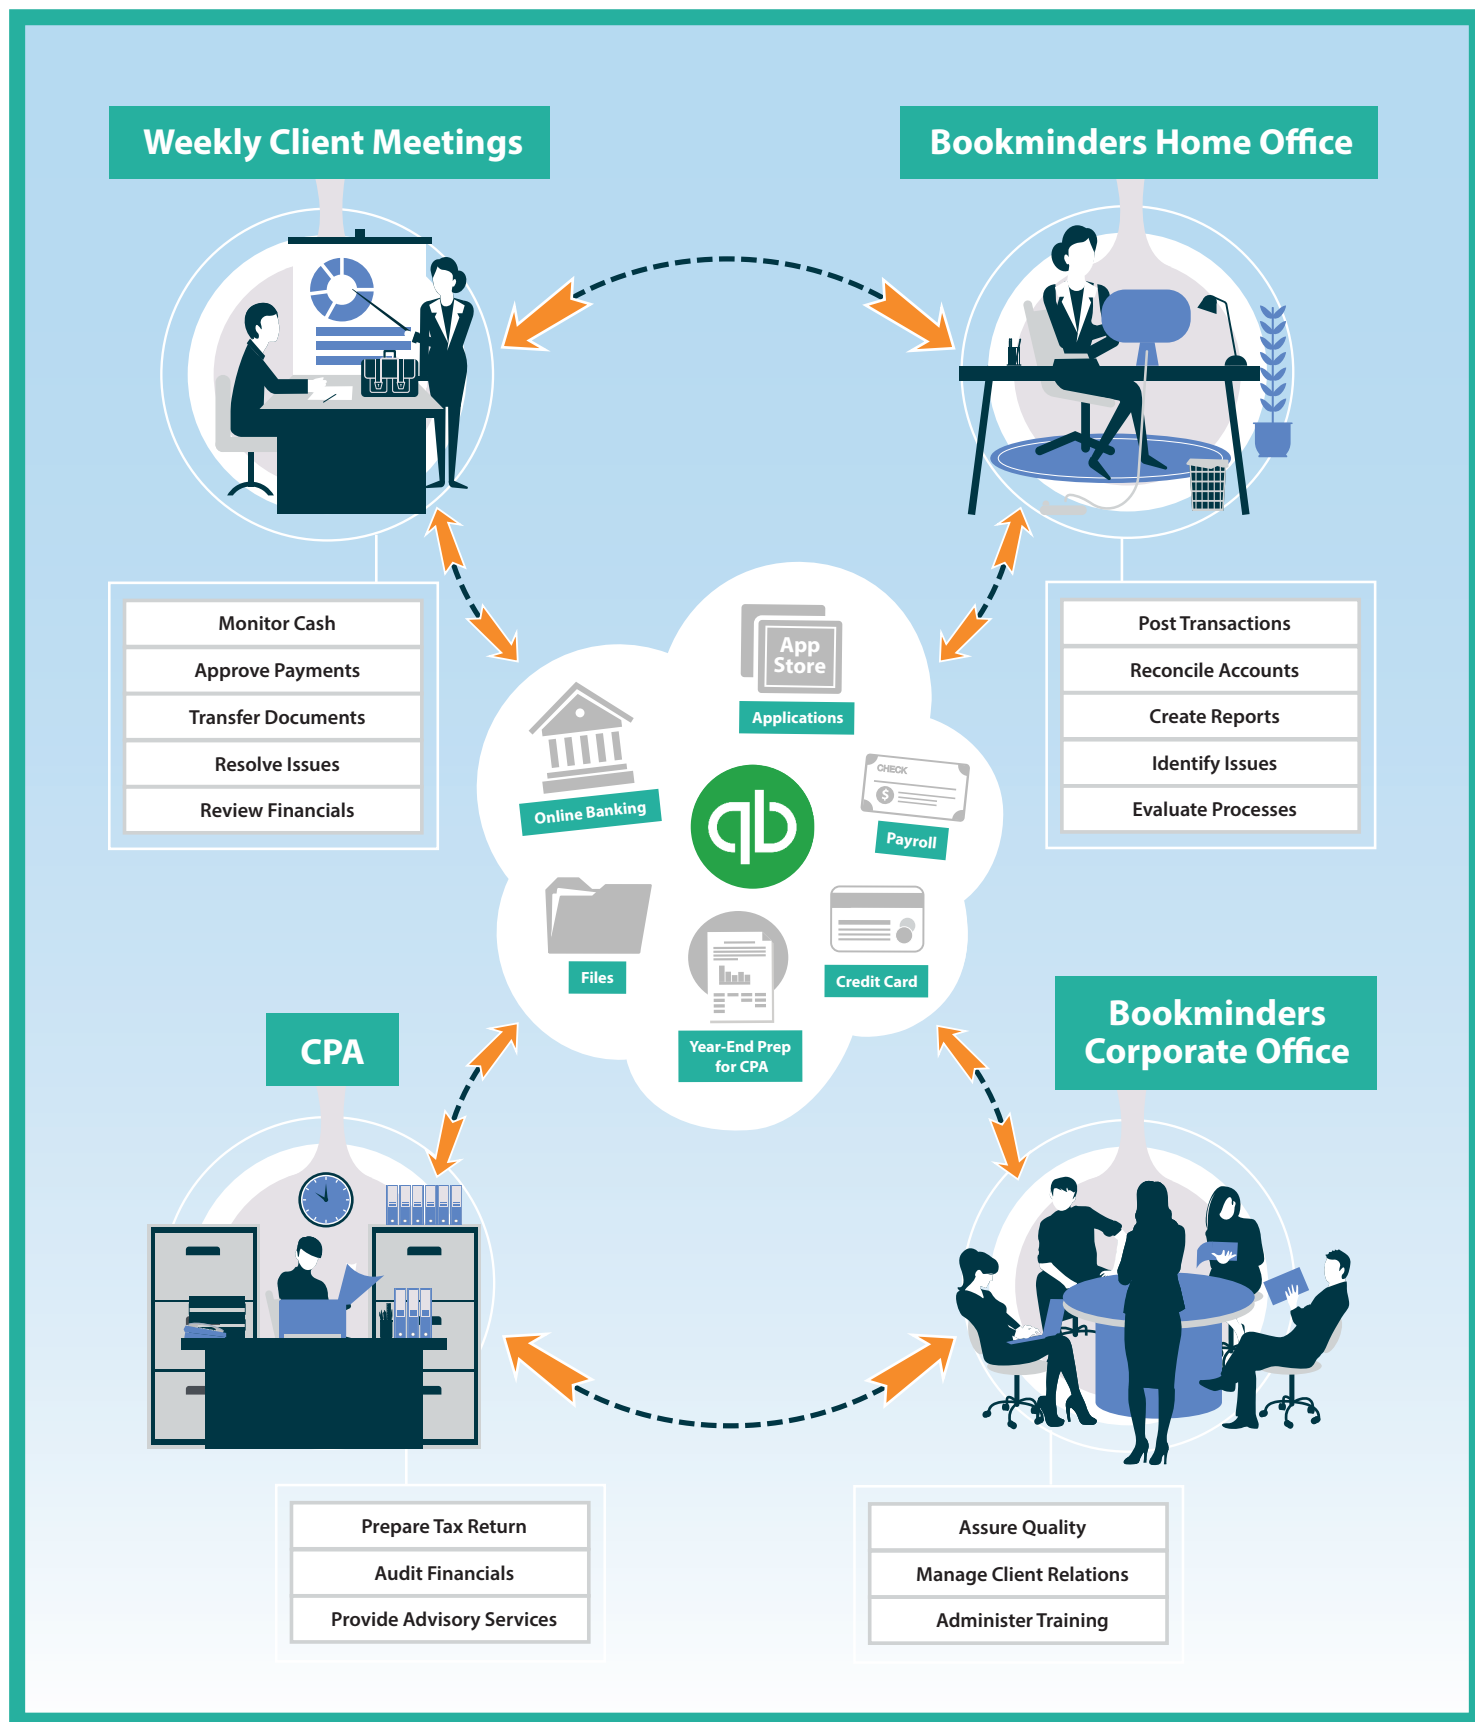 Weekly Client Meetings
Bookminders Home Office
Monitor Cash
Approve Payments
Transfer Documents
Resolve Issues
Review Financials
Post Transactions
Reconcile Accounts
Create Reports
Identify Issues
Evaluate Processes
App
Store
Applications
Online Banking
CHECK
$
Payroll
qb
Files
Credit Card
Year-End Prep
for CPA
CPA
Bookminders
Corporate Office
Prepare Tax Return
Audit Financials
Provide Advisory Services
Assure Quality
Manage Client Relations
Administer Training